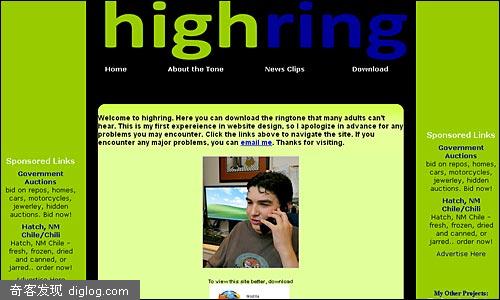 highring
Home About the Tone News Clips Download
Welcome to highring. Here you can download the ringtone that many adults can't
hear. This is my first expereience in website design, so I apologize in advance for any
problems you may encounter. Click the links above to navigate the site. If you
encounter any major problems, you can email me. Thanks for visiting.
To view this site better, download
Sponsored Links
Government
Auctions
bid on repos, homes,
cars, motorcycles,
jewerley, hidden
auctions. Bid now!
Hatch, NM
Chile/Chili
Hatch, NM Chile -
fresh, frozen, dried
and canned, or
jarred.. order now!
Advertise Here
Sponsored Links
Government
Auctions
bid on repos, homes,
cars, motorcycles,
jewerley, hidden
auctions. Bid now!
Hatch, NM
Chile/Chili
Hatch, NM Chile -
fresh, frozen, dried
and canned, or
jarred.. order now!
Advertise Here
My Other Projects:
奇客发现 diglog.com